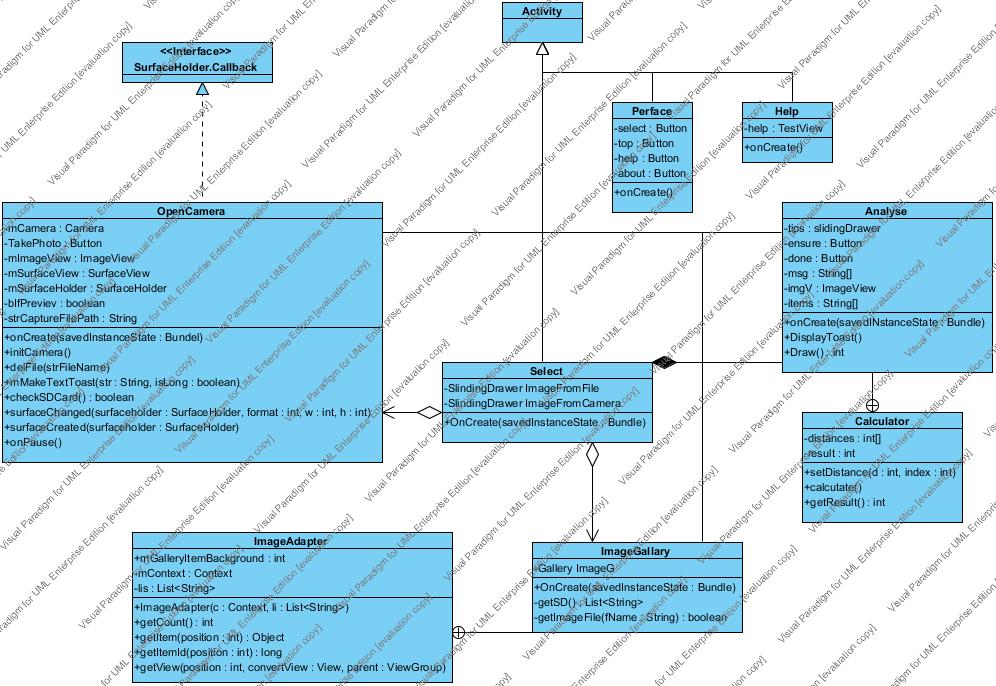 Activity
<<Interface>>
SurfaceHolder.Callback
Perface
-select : Button
-top : Button
-help : Button
-about : Button
+onCreate()
Help
-help : TestView
+onCreate()
OpenCamera
-mCamera : Camera
-TakePhoto : Button
-mImageView : ImageView
-mSurfaceView : SurfaceView
-mSurfaceHolder : SurfaceHolder
-bIfPreviev : boolean
-strCaptureFilePath : String
+onCreate(savedInstanceState : Bundel)
+initCamera()
+delFile(strFileName)
+mMakeTextToast(str : String, isLong : boolean)
+checkSDCard() : boolean
+surfaceChanged(surfaceholder : SurfaceHolder, format : int, w : int, h : int)
+surfaceCreated(surfaceholder : SurfaceHolder)
+onPause()
Analyse
-tips : slidingDrawer
-ensure : Button
-done : Button
-msg : String[]
-imgV : ImageView
-items : String[]
+onCreate(savedINstanceState : Bundle)
+DisplayToast()
+Draw() : int
Select
-SlindingDrawer ImageFromFile
-SlindingDrawer ImageFromCamera
+OnCreate(savedInstanceState : Bundle)
Calculator
-distances : int[]
-result : int
+setDistance(d : int, index : int)
+calcutate()
+getResult() : int
ImageAdapter
+mGalleryItemBackground : int
-mContext : Context
-lis : List<String>
+ImageAdapter(c : Context, li : List<String>)
+getCount() : int
+getItem(position : int) : Object
+getItemId(position : int) : long
+getView(position : int, convertView : View, parent : ViewGroup)
ImageGallary
-Gallery ImageG
+OnCreate(savedInstanceState : Bundle)
-getSD() : List<String>
-getImageFile(fName : String) : boolean
Visual Paradigm for UML Enterprise Edition [evaluation copy]